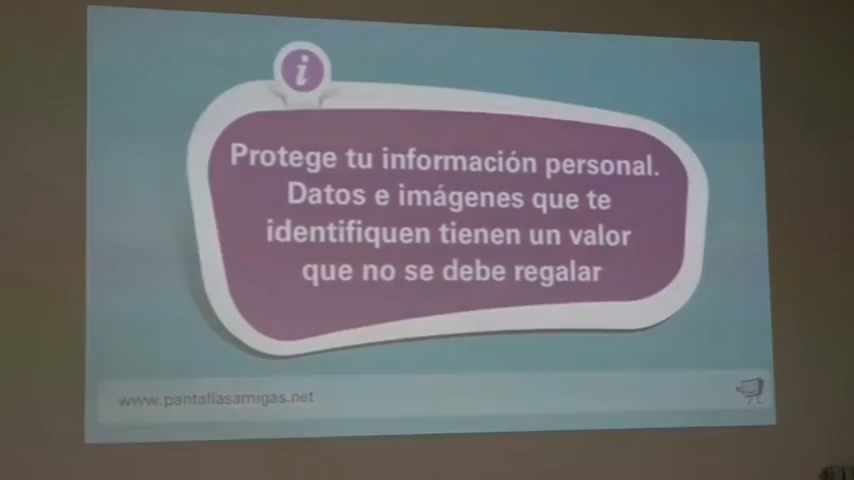 i
Protege tu información personal.
Datos e imágenes que te
identifiquen tienen un valor
que no se debe regalar
www.pantallasamigas.net